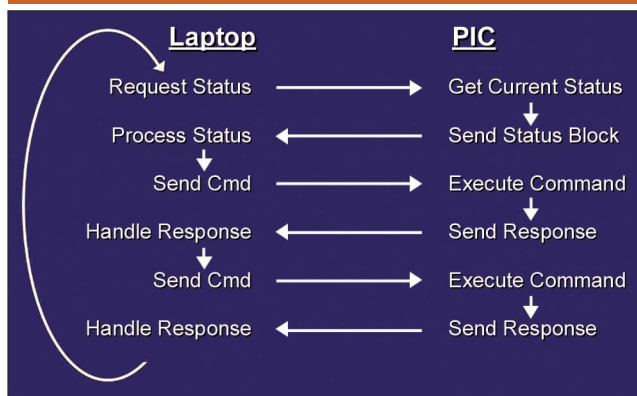 Laptop PIC
Request Status Get Current Status
Process Status Send Status Block
Send Cmd Execute Command
Handle Response Send Response
Send Cmd Execute Command
Handle Response Send Response